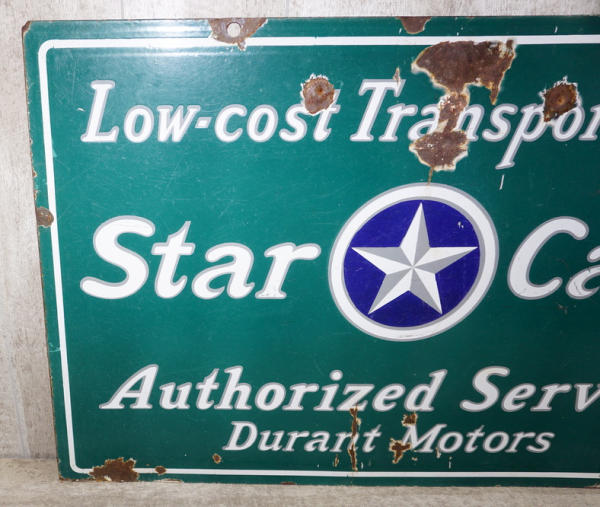 Low-cost Transpor
Star Ca
Authorized Serv
Durant Motors